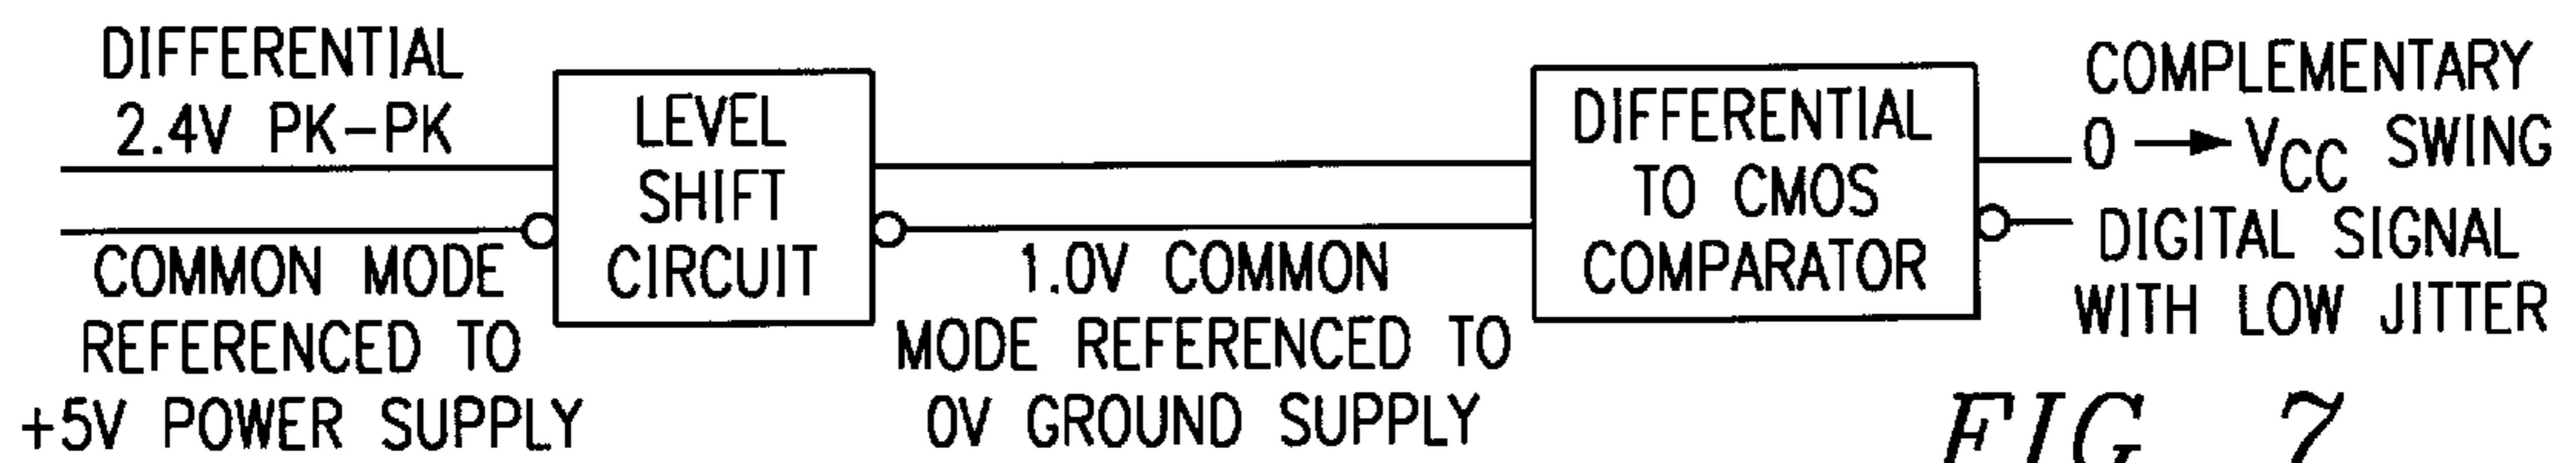 DIFFERENTIAL
2.4V PK-PK
COMMON MODE
REFERENCED TO
+5V POWER SUPPLY
LEVEL
SHIFT
CIRCUIT
1.0V COMMON
MODE REFERENCED TO
0V GROUND SUPPLY
DIFFERENTIAL
TO CMOS
COMPARATOR
COMPLEMENTARY
0 → VCC SWING
DIGITAL SIGNAL
WITH LOW JITTER
FIG. 7